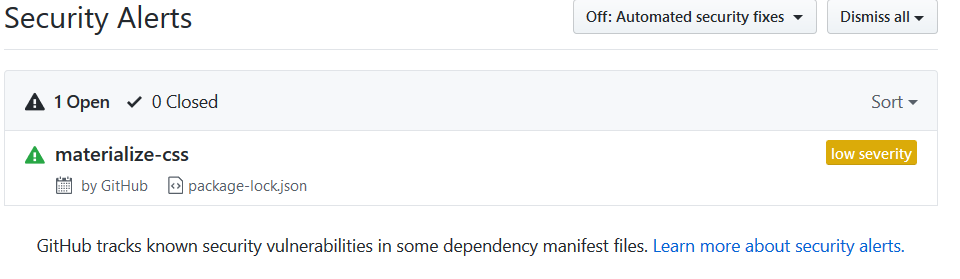 Security Alerts
Off: Automated security fixes
Dismiss all
1 Open
0 Closed
Sort
materialize-css
low severity
by GitHub
package-lock.json
GitHub tracks known security vulnerabilities in some dependency manifest files. Learn more about security alerts.